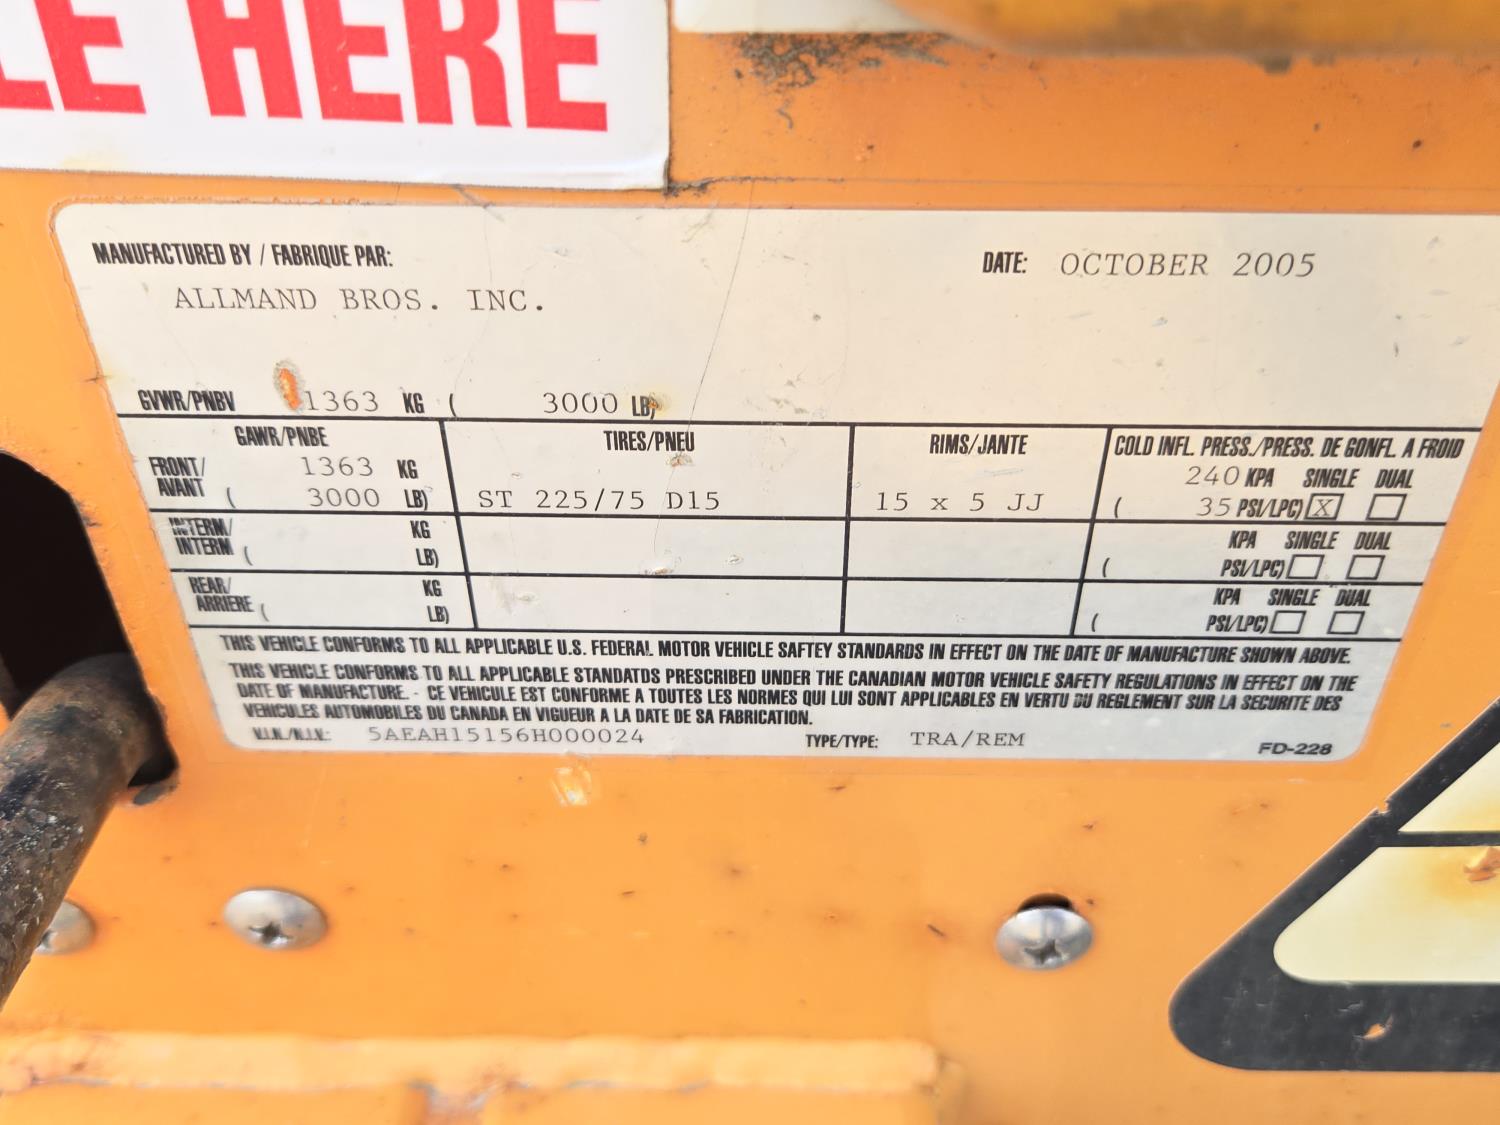 LE HERE
MANUFACTURED BY / FABRIQUE PAR:
DATE: OCTOBER 2005
ALLMAND BROS. INC.
GVWR/PNBV 1363 KG ( 3000 LB)
GAWR/PNBE TIRES/PNEU RIMS/JANTE COLD INFL. PRESS./PRESS. DE GONFL. A FROID
FRONT/ 1363 KG 240 KPA SINGLE DUAL
AVANT ( 3000 LB) ST 225/75 D15 15 x 5 JJ ( 35 PSI/LPC) X
INTERM/ KG KPA SINGLE DUAL
INTERM ( LB) ( PSI/LPC)
REAR/ KG KPA SINGLE DUAL
ARRIERE ( LB) ( PSI/LPC)
THIS VEHICLE CONFORMS TO ALL APPLICABLE U.S. FEDERAL MOTOR VEHICLE SAFTEY STANDARDS IN EFFECT ON THE DATE OF MANUFACTURE SHOWN ABOVE.
THIS VEHICLE CONFORMS TO ALL APPLICABLE STANDATDS PRESCRIBED UNDER THE CANADIAN MOTOR VEHICLE SAFETY REGULATIONS IN EFFECT ON THE
DATE OF MANUFACTURE. - CE VEHICULE EST CONFORME A TOUTES LES NORMES QUI LUI SONT APPLICABLES EN VERTU DU REGLEMENT SUR LA SECURITE DES
VEHICULES AUTOMOBILES DU CANADA EN VIGUEUR A LA DATE DE SA FABRICATION.
V.I.N./N.I.V.: 5AEAH15156H000024 TYPE/TYPE: TRA/REM FD-228